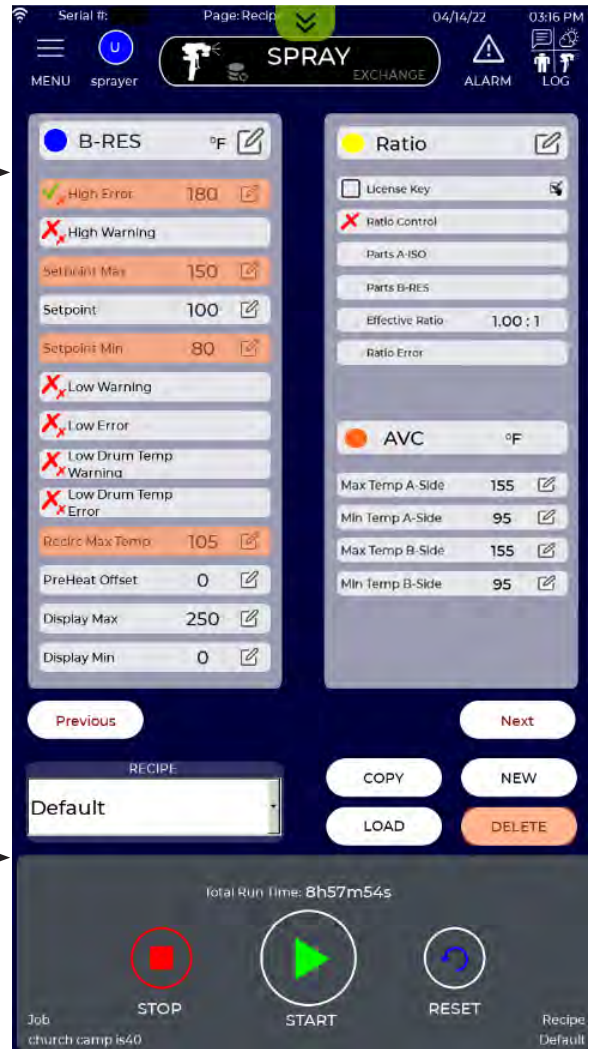 Serial #:
Page: Recip
04/14/22
03:16 PM
MENU
U
sprayer
SPRAY
EXCHANGE
ALARM
LOG
B-RES °F
High Error 180
High Warning
Setpoint Max 150
Setpoint 100
Setpoint Min 80
Low Warning
Low Error
Low Drum Temp
Warning
Low Drum Temp
Error
Recirc Max Temp 105
PreHeat Offset 0
Display Max 250
Display Min 0
Ratio
License Key
Ratio Control
Parts A-ISO
Parts B-RES
Effective Ratio 1.00 : 1
Ratio Error
AVC °F
Max Temp A-Side 155
Min Temp A-Side 95
Max Temp B-Side 155
Min Temp B-Side 95
Previous
Next
RECIPE
Default
COPY
NEW
LOAD
DELETE
Total Run Time: 8h57m54s
STOP
START
RESET
Job
church camp is40
Recipe
Default